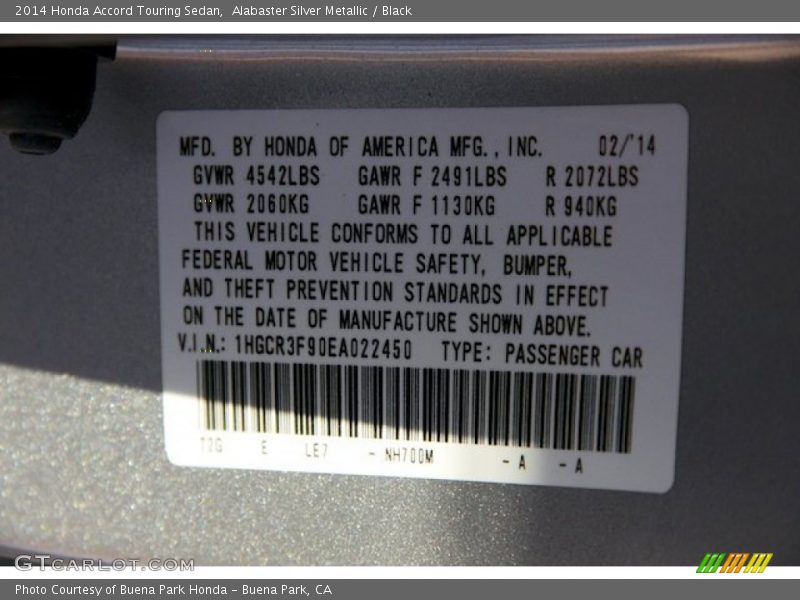 2014 Honda Accord Touring Sedan,  Alabaster Silver Metallic / Black
MFD. BY HONDA OF AMERICA MFG., INC. 02/'14
GVWR 4542LBS GAWR F 2491LBS R 2072LBS
GVWR 2060KG GAWR F 1130KG R 940KG
THIS VEHICLE CONFORMS TO ALL APPLICABLE
FEDERAL MOTOR VEHICLE SAFETY, BUMPER,
AND THEFT PREVENTION STANDARDS IN EFFECT
ON THE DATE OF MANUFACTURE SHOWN ABOVE.
V.I.N.: 1HGCR3F90EA022450 TYPE: PASSENGER CAR
T2G E LE7 - NH700M - A - A
GTCARLOT.COM
Photo Courtesy of Buena Park Honda – Buena Park, CA